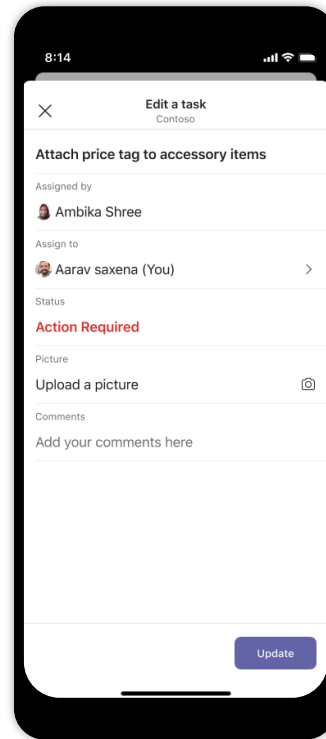 8:14
Edit a task
Contoso
Attach price tag to accessory items
Assigned by
Ambika Shree
Assign to
Aarav saxena (You)
Status
Action Required
Picture
Upload a picture
Comments
Add your comments here
Update